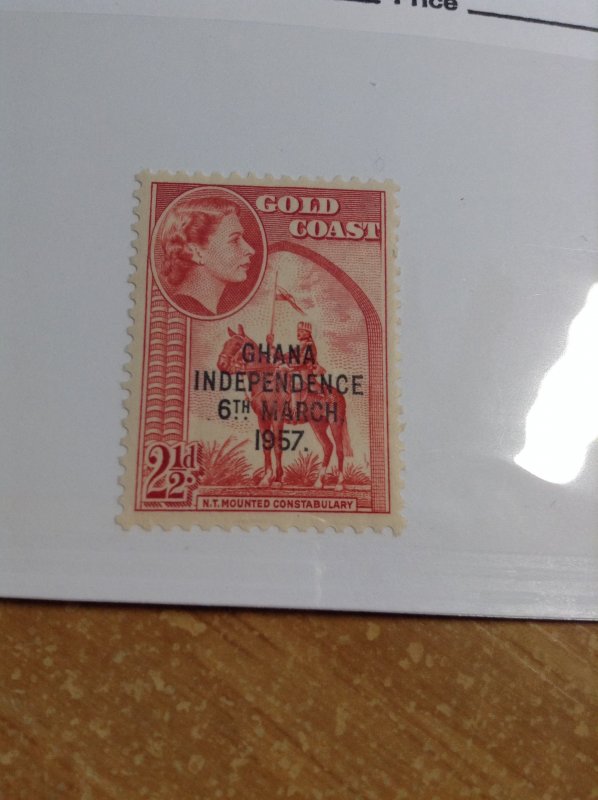 Price
GOLD
COAST
GHANA
INDEPENDENCE
6TH MARCH,
1957.
2½d
N.T. MOUNTED CONSTABULARY